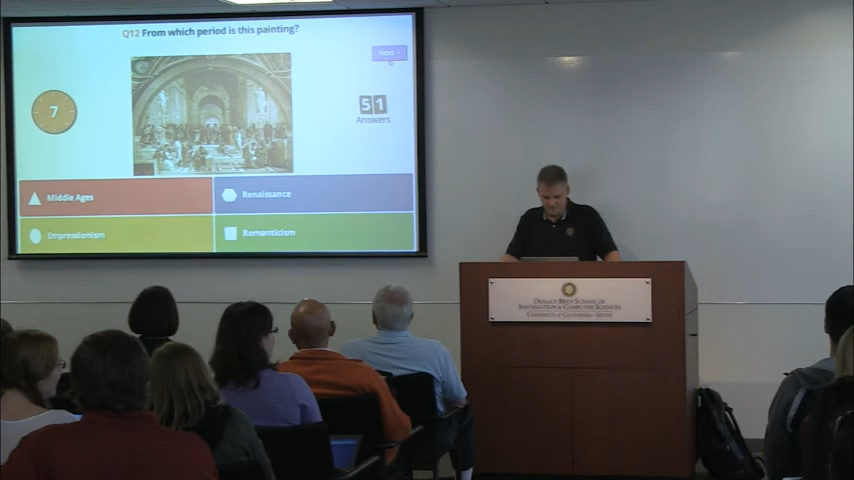 Q12 From which period is this painting?
Next >
7
51
Answers
Middle Ages
Renaissance
Impressionism
Romanticism
Donald Bren School of
Information & Computer Sciences
University of California - Irvine